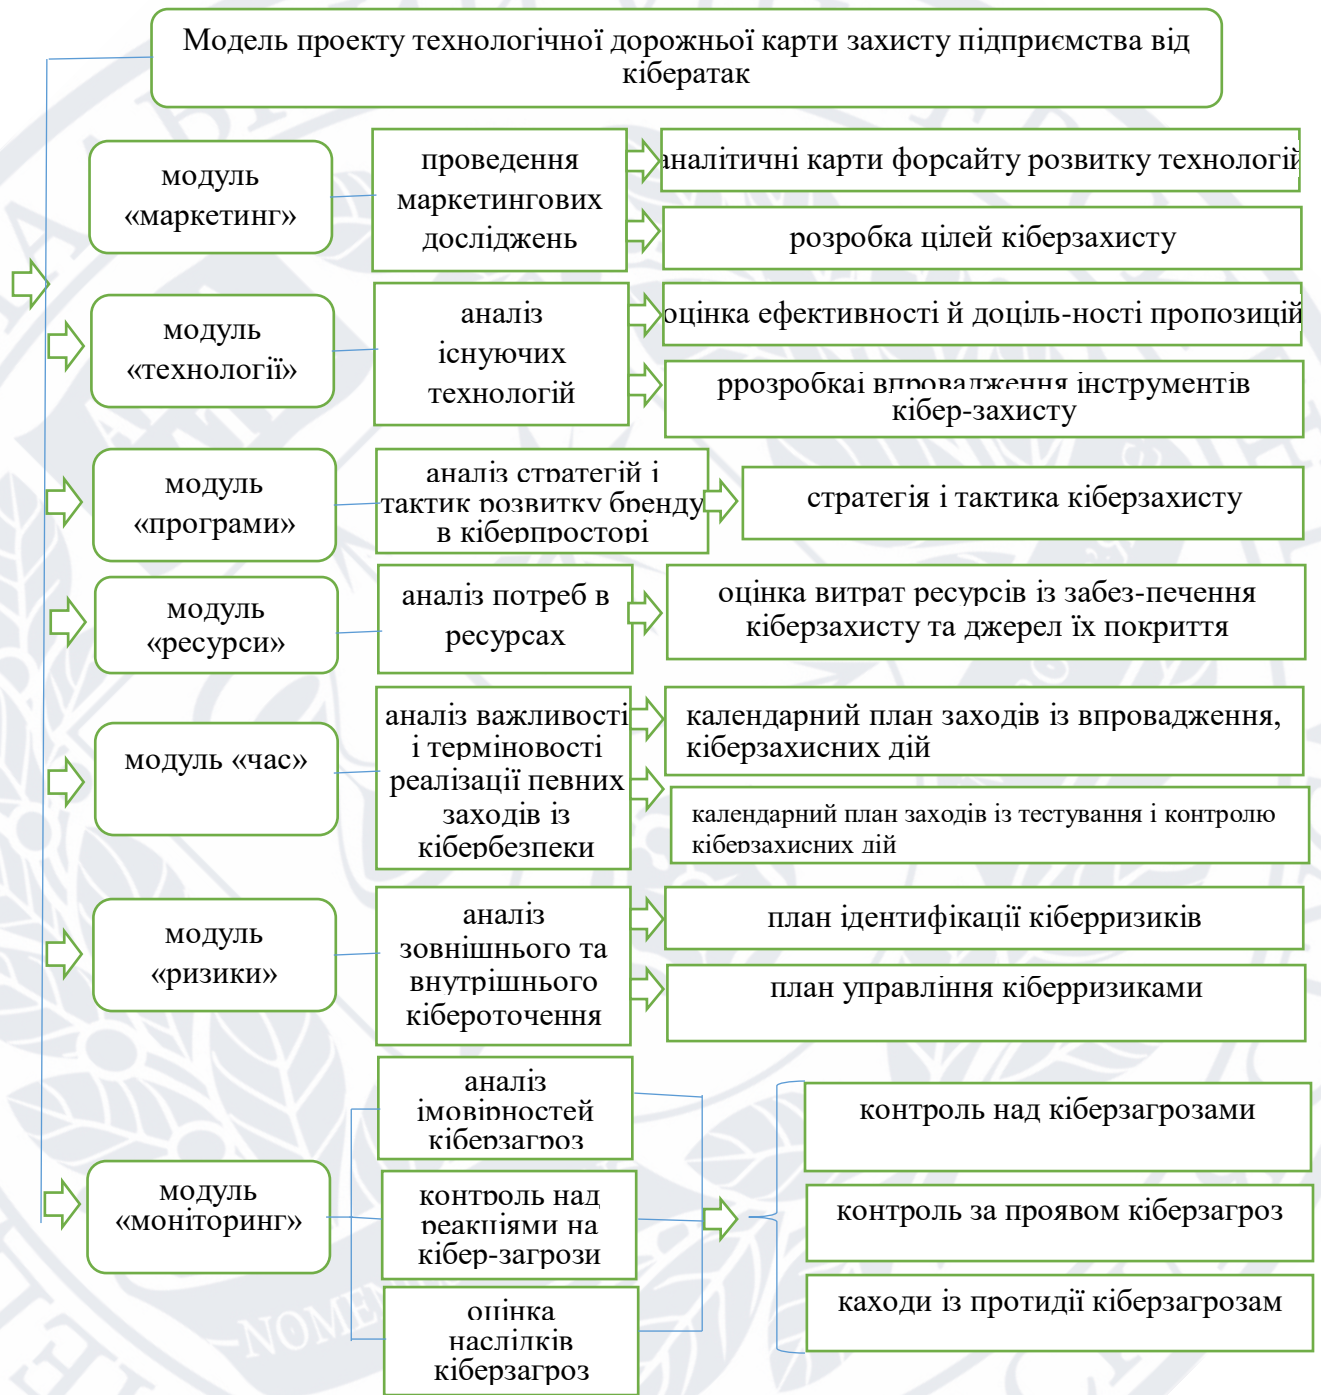 Модель проекту технологічної дорожньої карти захисту підприємства від
кібератак
модуль
«маркетинг»
проведення
маркетингових
досліджень
аналітичні карти форсайту розвитку технологій
розробка цілей кіберзахисту
модуль
«технології»
аналіз
існуючих
технологій
оцінка ефективності й доціль-ності пропозицій
ррозробкаі впровадження інструментів
кібер-захисту
модуль
«програми»
аналіз стратегій і
тактик розвитку бренду
в кіберпросторі
стратегія і тактика кіберзахисту
модуль
«ресурси»
аналіз потреб в
ресурсах
оцінка витрат ресурсів із забез-печення
кіберзахисту та джерел їх покриття
модуль «час»
аналіз важливості
і терміновості
реалізації певних
заходів із
кібербезпеки
календарний план заходів із впровадження,
кіберзахисних дій
календарний план заходів із тестування і контролю
кіберзахисних дій
модуль
«ризики»
аналіз
зовнішнього та
внутрішнього
кібероточення
план ідентифікації кіберризиків
план управління кіберризиками
модуль
«моніторинг»
аналіз
імовірностей
кіберзагроз
контроль над
реакціями на
кібер-загрози
оцінка
наслідків
кіберзагроз
контроль над кіберзагрозами
контроль за проявом кіберзагроз
каходи із протидії кіберзагрозам